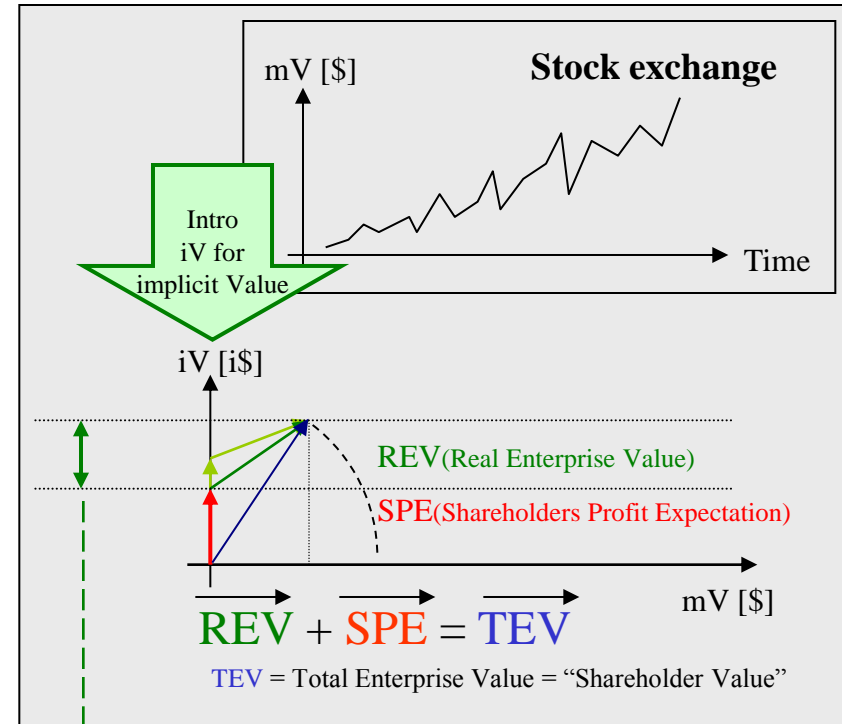 mV [$]
Stock exchange
Time
Intro
iV for
implicit Value
iV [i$]
REV(Real Enterprise Value)
SPE(Shareholders Profit Expectation)
mV [$]
REV + SPE = TEV
TEV = Total Enterprise Value = “Shareholder Value”